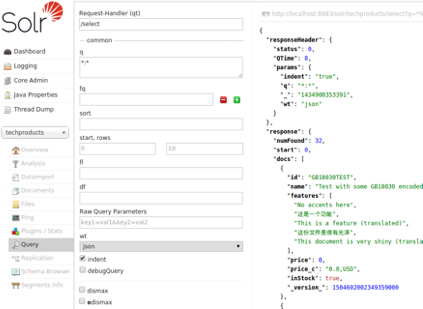 Solr
Dashboard
Logging
Core Admin
Java Properties
Thread Dump
techproducts
Overview
Analysis
Dataimport
Documents
Files
Ping
Plugins / Stats
Query
Replication
Schema Browser
Segments info
Request-Handler (qt)
/select
common
q
*:*
fq
sort
start, rows
0 10
fl
df
Raw Query Parameters
key1=val1&key2=val2
wt
json
indent
debugQuery
dismax
edismax
http://localhost:8983/solr/techproducts/select?q=*%
{
"responseHeader": {
"status": 0,
"QTime": 0,
"params": {
"indent": "true",
"q": "*:*",
"_": "1434908353391",
"wt": "json"
}
},
"response": {
"numFound": 32,
"start": 0,
"docs": [
{
"id": "GB18030TEST",
"name": "Test with some GB18030 encoded
"features": [
"No accents here",
"这是一个功能",
"This is a feature (translated)",
"这份文件是很有光泽",
"This document is very shiny (transla
],
"price": 0,
"price_c": "0.0,USD",
"inStock": true,
"_version_": 1504602002349359000
},
{